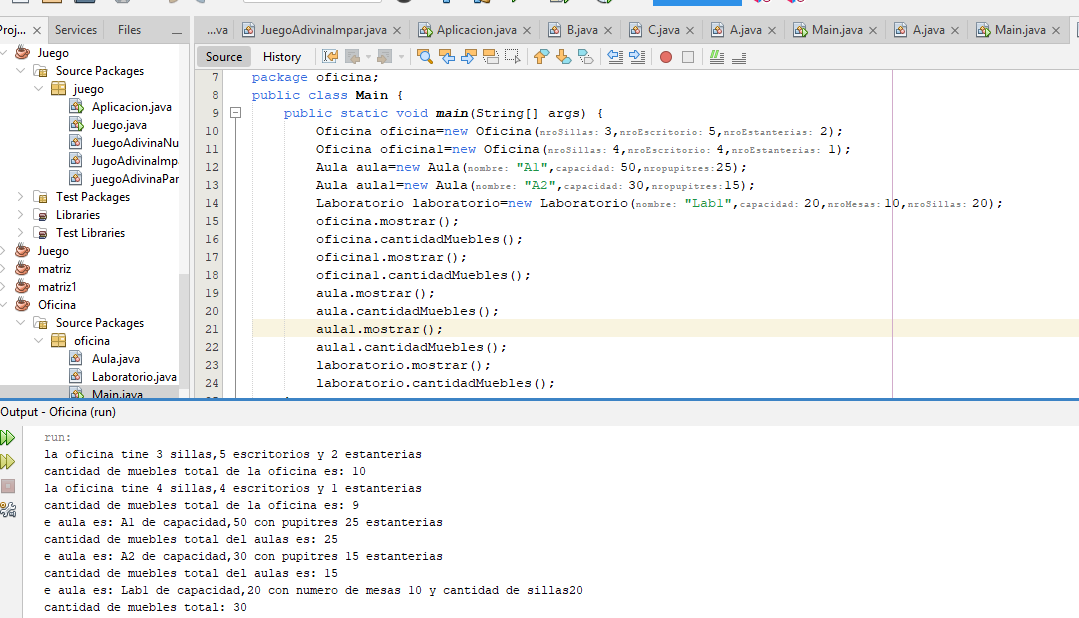 Proj...
Services
Files
...va
JuegoAdivinaImpar.java
Aplicacion.java
B.java
C.java
A.java
Main.java
A.java
Main.java
Source
History
Juego
Source Packages
juego
Aplicacion.java
Juego.java
JuegoAdivinaNu
JugoAdivinaImp
juegoAdivinaPar
Test Packages
Libraries
Test Libraries
Juego
matriz
matriz1
Oficina
Source Packages
oficina
Aula.java
Laboratorio.java
Main.java
7 package oficina;
8 public class Main {
9 public static void main(String[] args) {
10 Oficina oficina=new Oficina(nroSillas: 3,nroEscritorio: 5,nroEstanterias: 2);
11 Oficina oficina1=new Oficina(nroSillas: 4,nroEscritorio: 4,nroEstanterias: 1);
12 Aula aula=new Aula(nombre: "A1",capacidad: 50,nropupitres:25);
13 Aula aula1=new Aula(nombre: "A2",capacidad: 30,nropupitres:15);
14 Laboratorio laboratorio=new Laboratorio(nombre: "Lab1",capacidad: 20,nroMesas: 10,nroSillas: 20);
15 oficina.mostrar();
16 oficina.cantidadMuebles();
17 oficina1.mostrar();
18 oficina1.cantidadMuebles();
19 aula.mostrar();
20 aula.cantidadMuebles();
21 aula1.mostrar();
22 aula1.cantidadMuebles();
23 laboratorio.mostrar();
24 laboratorio.cantidadMuebles();
Output - Oficina (run)
run:
la oficina tine 3 sillas,5 escritorios y 2 estanterias
cantidad de muebles total de la oficina es: 10
la oficina tine 4 sillas,4 escritorios y 1 estanterias
cantidad de muebles total de la oficina es: 9
e aula es: A1 de capacidad,50 con pupitres 25 estanterias
cantidad de muebles total del aulas es: 25
e aula es: A2 de capacidad,30 con pupitres 15 estanterias
cantidad de muebles total del aulas es: 15
e aula es: Lab1 de capacidad,20 con numero de mesas 10 y cantidad de sillas20
cantidad de muebles total: 30